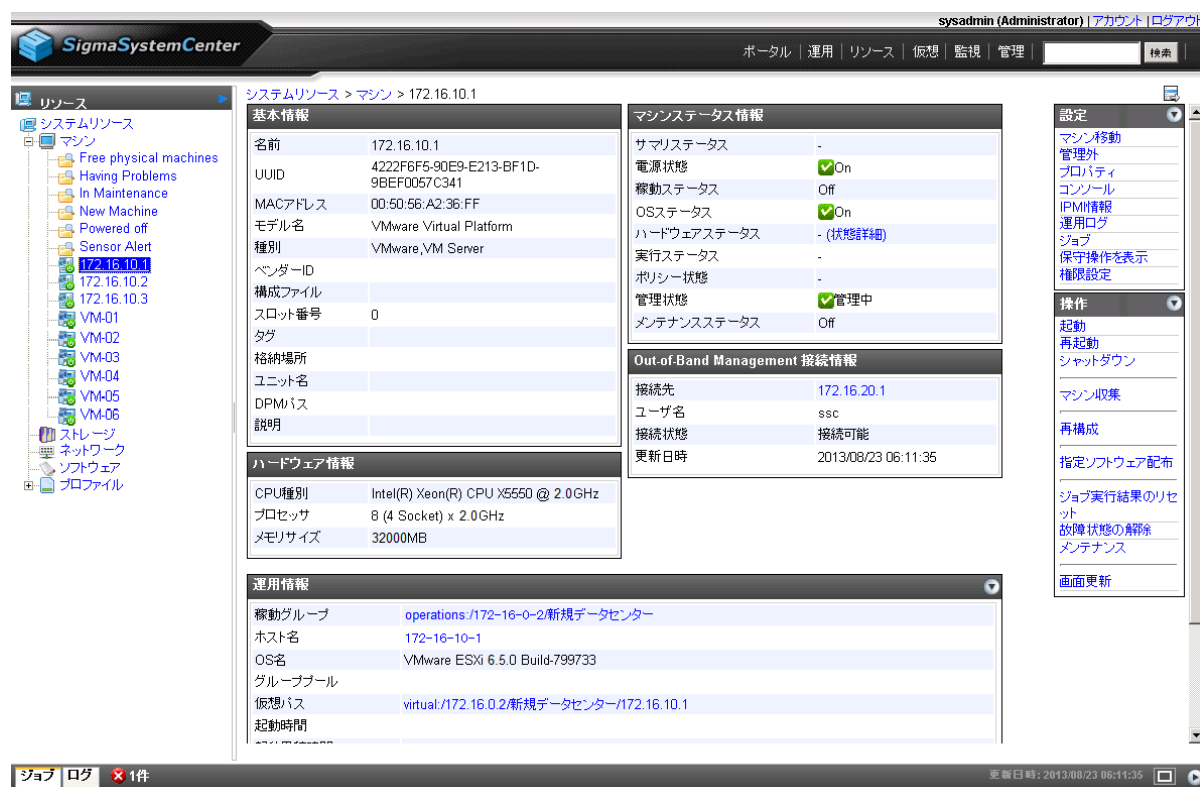 sysadmin (Administrator) | アカウント | ログアウト
SigmaSystemCenter
ポータル | 運用 | リソース | 仮想 | 監視 | 管理 | 検索
リソース
システムリソース
マシン
Free physical machines
Having Problems
In Maintenance
New Machine
Powered off
Sensor Alert
172.16.10.1
172.16.10.2
172.16.10.3
VM-01
VM-02
VM-03
VM-04
VM-05
VM-06
ストレージ
ネットワーク
ソフトウェア
プロファイル
システムリソース > マシン > 172.16.10.1
基本情報
名前 172.16.10.1
UUID 4222F6F5-90E9-E213-BF1D-
9BEF0057C341
MACアドレス 00:50:56:A2:36:FF
モデル名 VMware Virtual Platform
種別 VMware,VM Server
ベンダーID
構成ファイル
スロット番号 0
タグ
格納場所
ユニット名
DPMパス
説明
ハードウェア情報
CPU種別 Intel(R) Xeon(R) CPU X5550 @ 2.0GHz
プロセッサ 8 (4 Socket) x 2.0GHz
メモリサイズ 32000MB
マシンステータス情報
サマリステータス -
電源状態 On
稼動ステータス Off
OSステータス On
ハードウェアステータス - (状態詳細)
実行ステータス -
ポリシー状態 -
管理状態 管理中
メンテナンスステータス Off
Out-of-Band Management 接続情報
接続先 172.16.20.1
ユーザ名 ssc
接続状態 接続可能
更新日時 2013/08/23 06:11:35
運用情報
稼動グループ operations:/172-16-0-2/新規データセンター
ホスト名 172-16-10-1
OS名 VMware ESXi 6.5.0 Build-799733
グループプール
仮想パス virtual:/172.16.0.2/新規データセンター/172.16.10.1
起動時間
設定
マシン移動
管理外
プロパティ
コンソール
IPMI情報
運用ログ
ジョブ
保守操作を表示
権限設定
操作
起動
再起動
シャットダウン
マシン収集
再構成
指定ソフトウェア配布
ジョブ実行結果のリセ
ット
故障状態の解除
メンテナンス
画面更新
ジョブ ログ 1件
更新日時: 2013/08/23 06:11:35